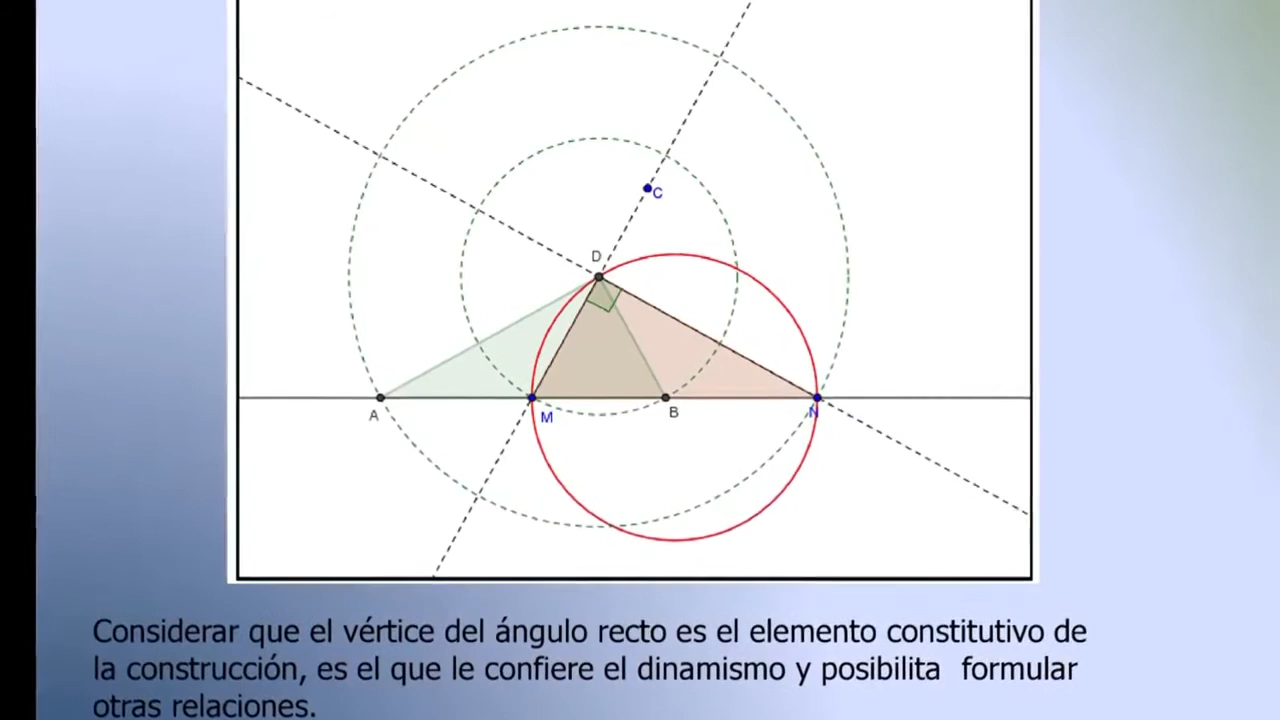 C
D
A
M
B
N
Considerar que el vértice del ángulo recto es el elemento constitutivo de
la construcción, es el que le confiere el dinamismo y posibilita formular
otras relaciones.